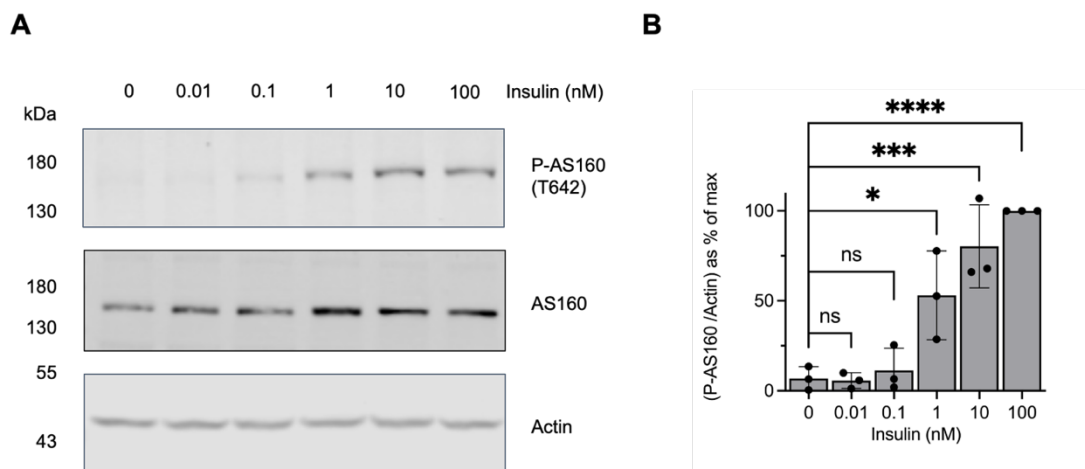 A
0 0.01 0.1 1 10 100 Insulin (nM)
kDa
180
130
P-AS160
(T642)
180
130
AS160
55
43
Actin
B
****
***
*
ns
ns
100
50
0
(P-AS160 /Actin) as % of max
0 0.01 0.1 1 10 100
Insulin (nM)